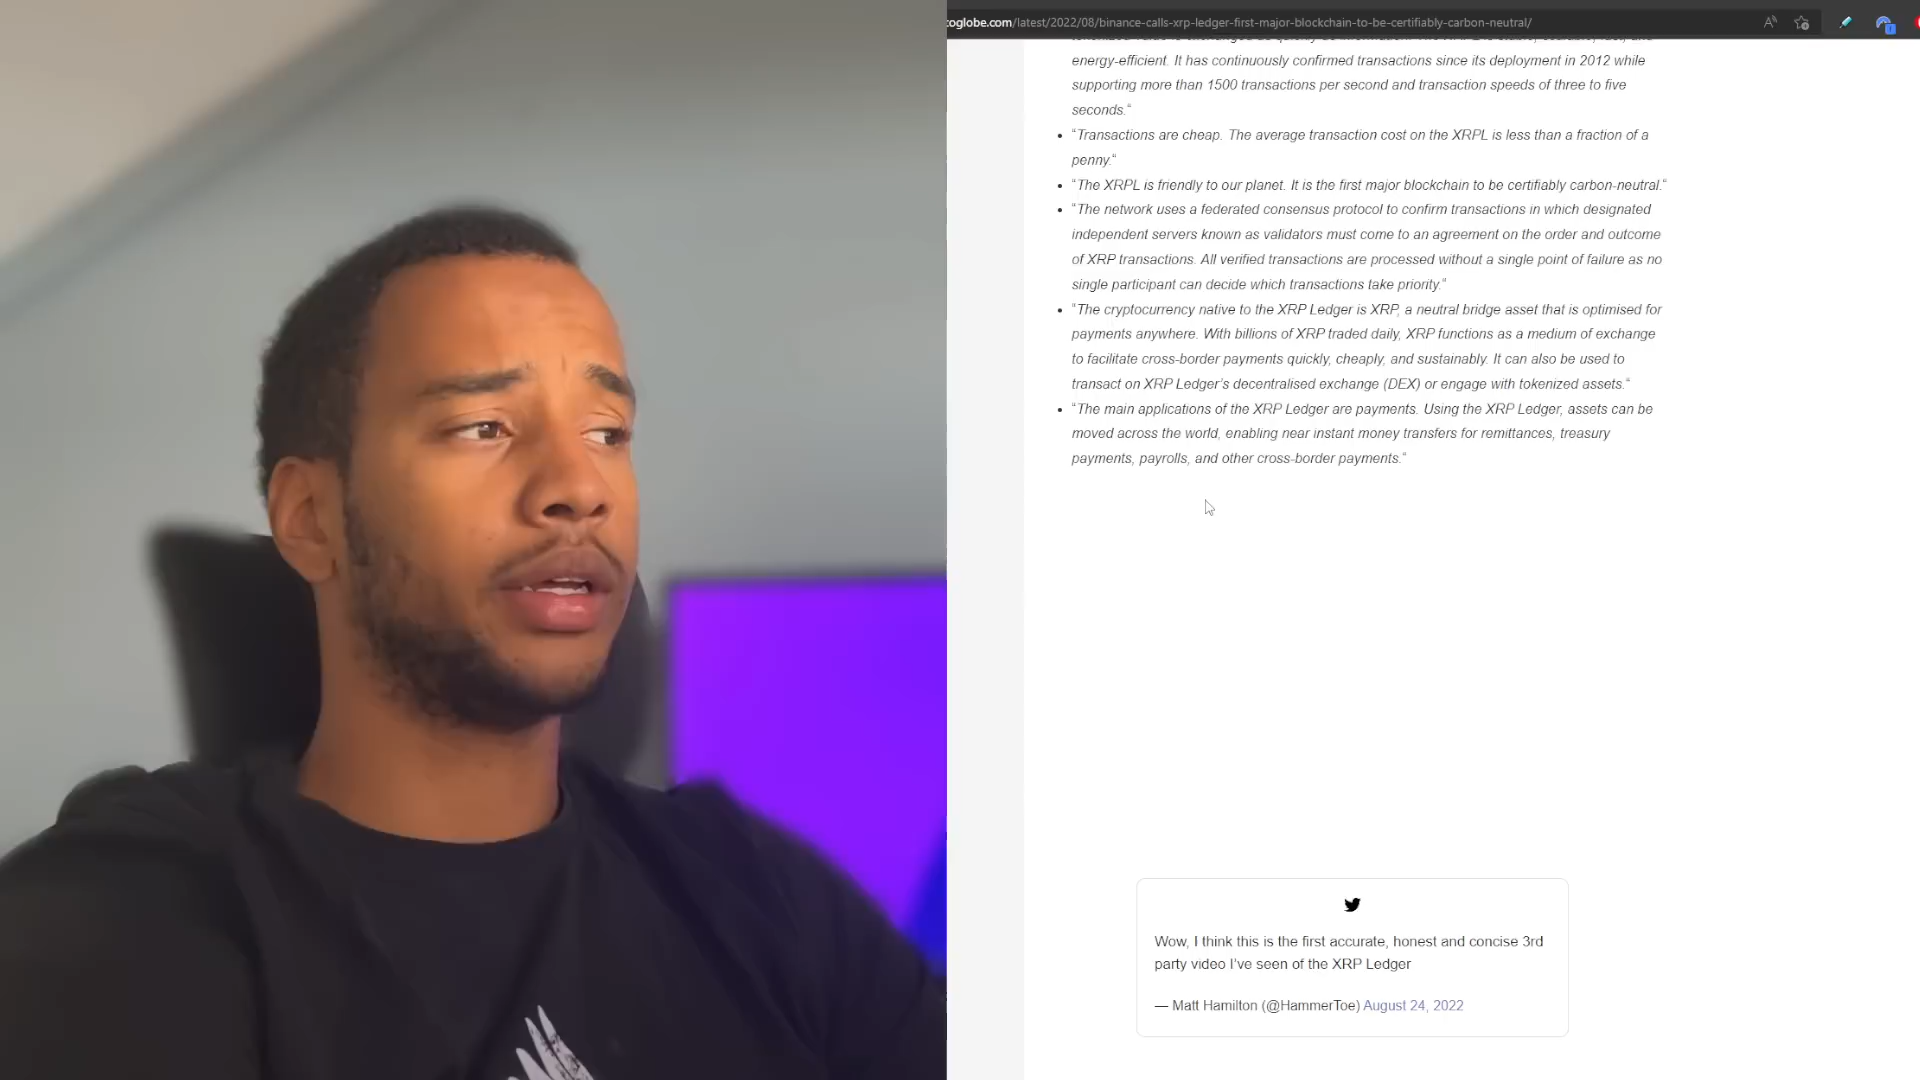 oglobe.com/latest/2022/08/binance-calls-xrp-ledger-first-major-blockchain-to-be-certifiably-carbon-neutral/
energy-efficient. It has continuously confirmed transactions since its deployment in 2012 while
supporting more than 1500 transactions per second and transaction speeds of three to five
seconds.“
“Transactions are cheap. The average transaction cost on the XRPL is less than a fraction of a
penny.“
“The XRPL is friendly to our planet. It is the first major blockchain to be certifiably carbon-neutral.“
“The network uses a federated consensus protocol to confirm transactions in which designated
independent servers known as validators must come to an agreement on the order and outcome
of XRP transactions. All verified transactions are processed without a single point of failure as no
single participant can decide which transactions take priority.“
“The cryptocurrency native to the XRP Ledger is XRP, a neutral bridge asset that is optimised for
payments anywhere. With billions of XRP traded daily, XRP functions as a medium of exchange
to facilitate cross-border payments quickly, cheaply, and sustainably. It can also be used to
transact on XRP Ledger’s decentralised exchange (DEX) or engage with tokenized assets.“
“The main applications of the XRP Ledger are payments. Using the XRP Ledger, assets can be
moved across the world, enabling near instant money transfers for remittances, treasury
payments, payrolls, and other cross-border payments.“
Wow, I think this is the first accurate, honest and concise 3rd
party video I’ve seen of the XRP Ledger
— Matt Hamilton (@HammerToe) August 24, 2022